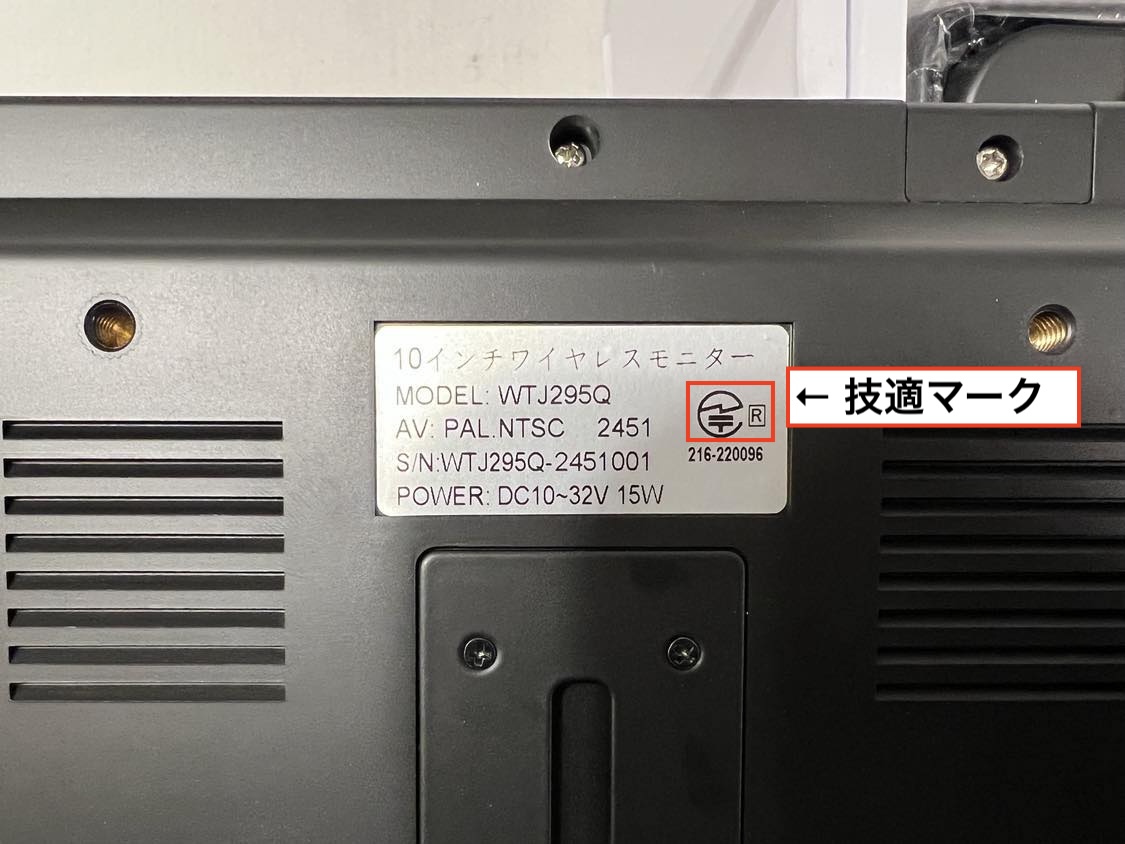 10インチワイヤレスモニター
MODEL: WTJ295Q
AV: PAL.NTSC 2451
S/N:WTJ295Q-2451001
POWER: DC10~32V 15W
R
216-220096
← 技適マーク